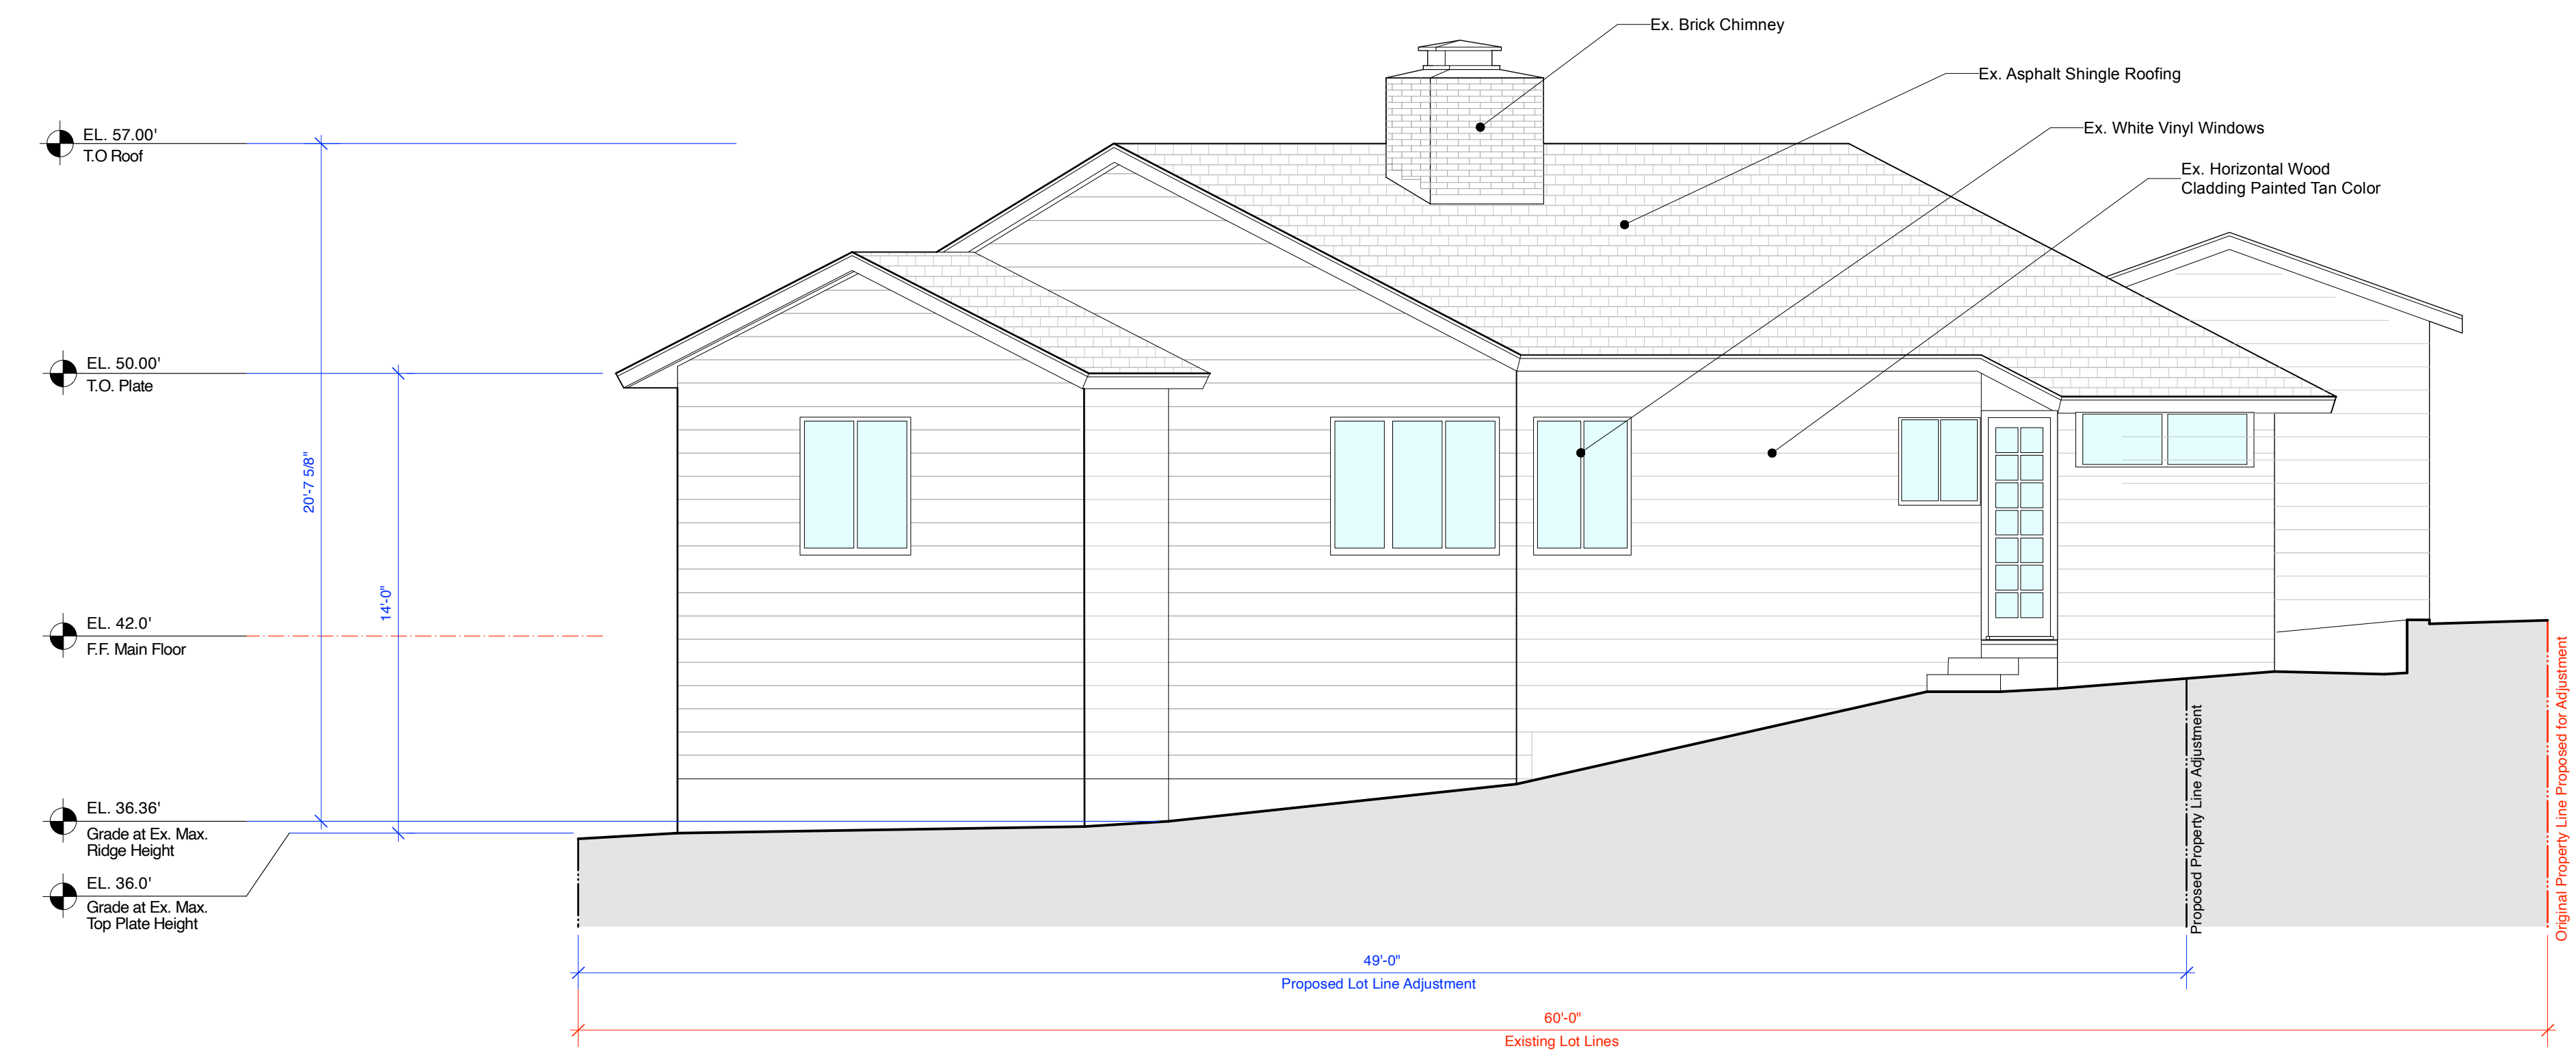 Ex. Brick Chimney
Ex. Asphalt Shingle Roofing
Ex. White Vinyl Windows
Ex. Horizontal Wood
Cladding Painted Tan Color
EL. 57.00'
T.O Roof
EL. 50.00'
T.O. Plate
20'-7 5/8"
14'-0"
EL. 42.0'
F.F. Main Floor
EL. 36.36'
Grade at Ex. Max.
Ridge Height
EL. 36.0'
Grade at Ex. Max.
Top Plate Height
Proposed Property Line Adjustment
Original Property Line Proposed for Adjustment
49'-0"
Proposed Lot Line Adjustment
60'-0"
Existing Lot Lines